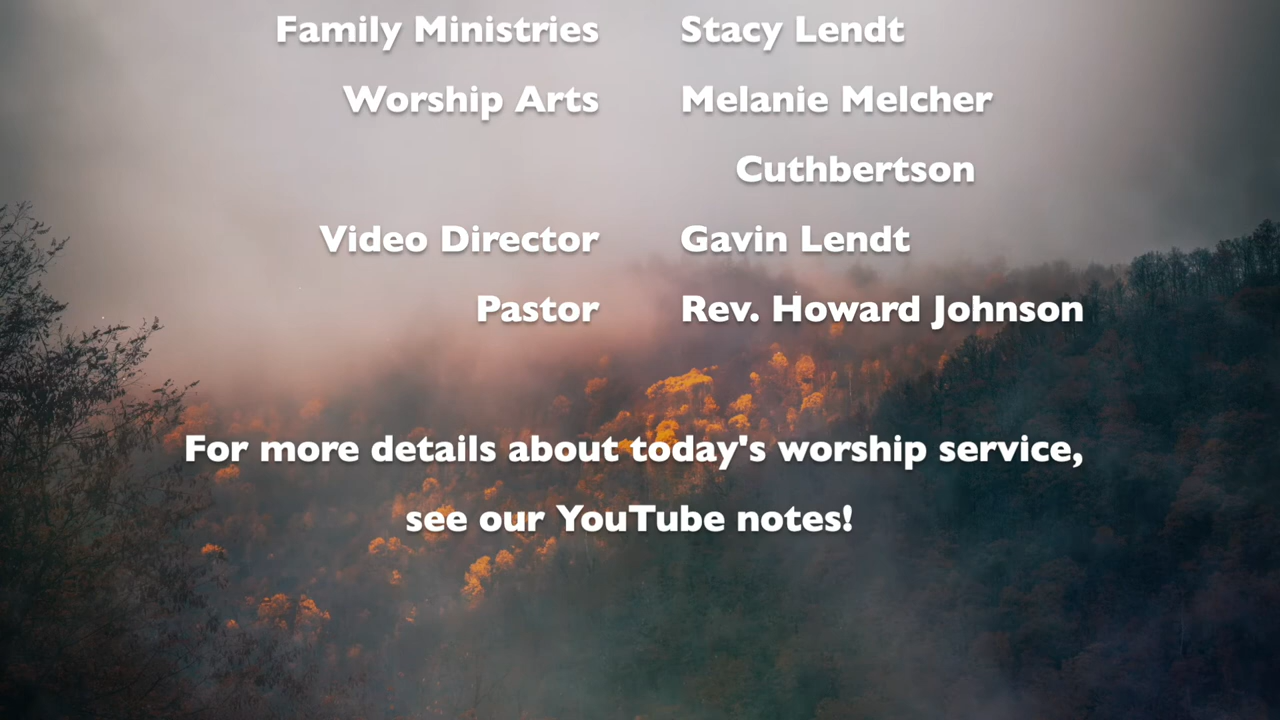 Family Ministries Stacy Lendt
Worship Arts Melanie Melcher
Cuthbertson
Video Director Gavin Lendt
Pastor Rev. Howard Johnson
For more details about today's worship service,
see our YouTube notes!